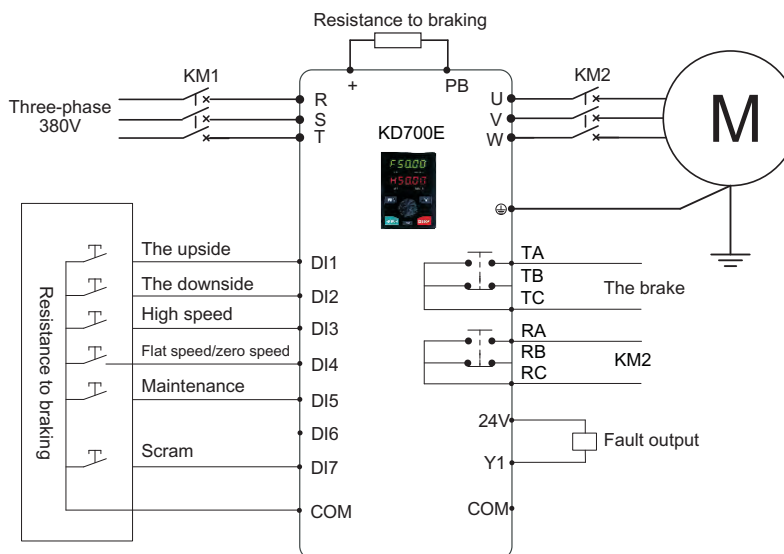 Resistance to braking
+
PB
KM1
KM2
Three-phase
380V
R
S
T
U
V
W
M
KD700E
F50.00
H50.00
Resistance to braking
The upside
DI1
The downside
DI2
High speed
DI3
Flat speed/zero speed
DI4
Maintenance
DI5
DI6
Scram
DI7
COM
TA
TB
TC
The brake
RA
RB
RC
KM2
24V
Y1
Fault output
COM